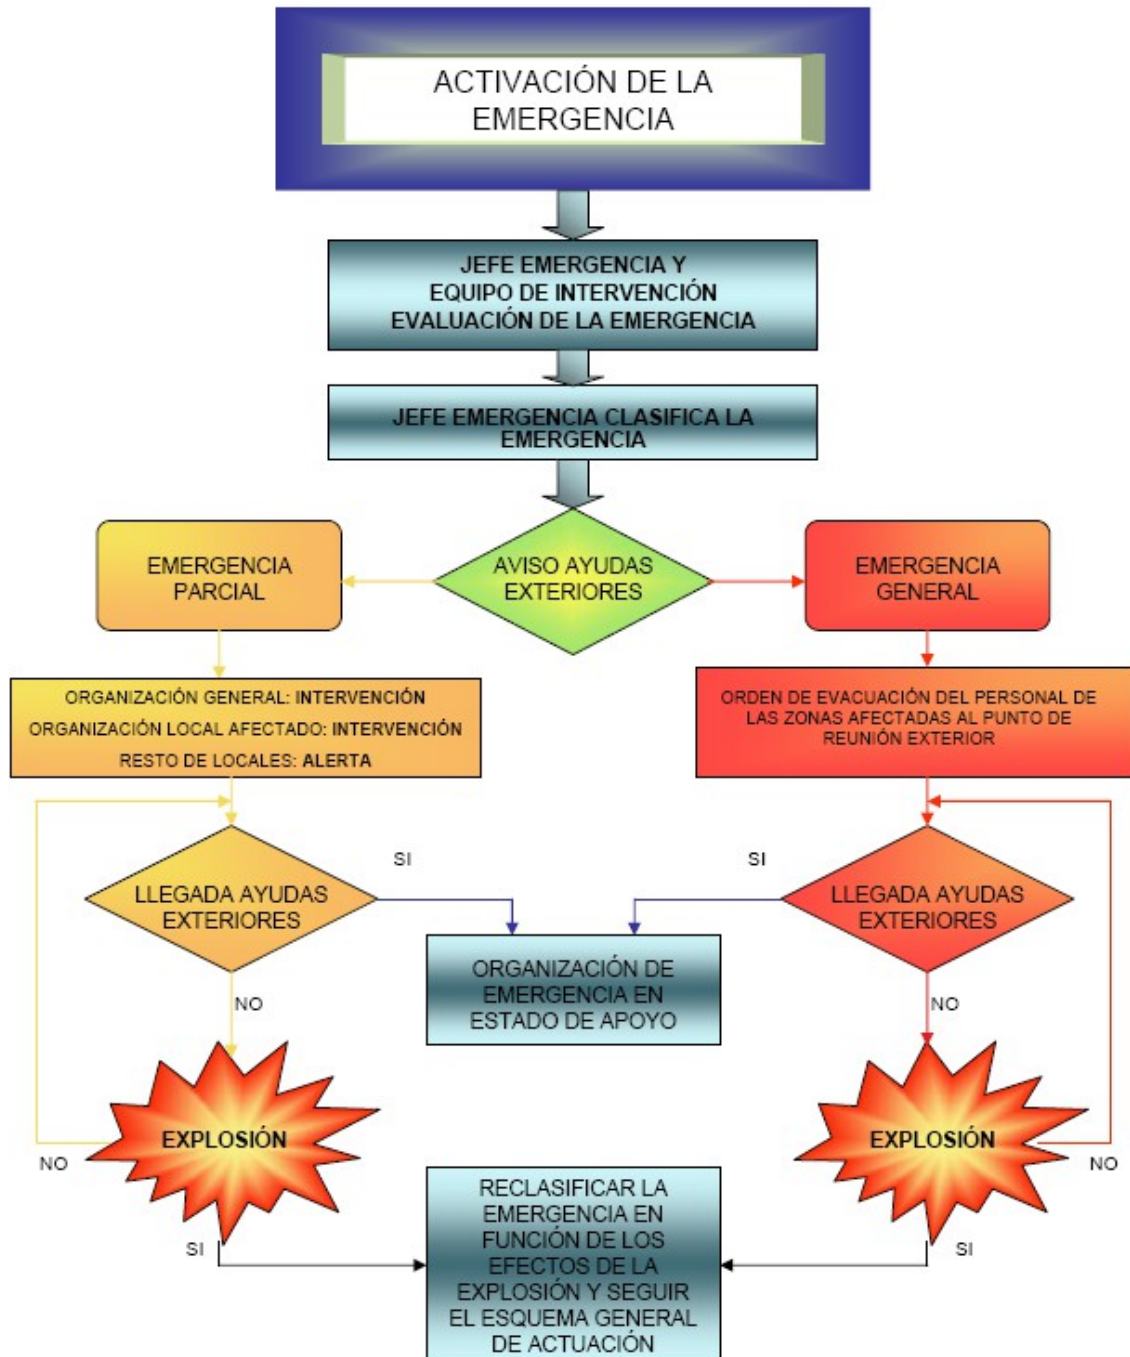 ACTIVACIÓN DE LA
EMERGENCIA
JEFE EMERGENCIA Y
EQUIPO DE INTERVENCIÓN
EVALUACIÓN DE LA EMERGENCIA
JEFE EMERGENCIA CLASIFICA LA
EMERGENCIA
EMERGENCIA
PARCIAL
AVISO AYUDAS
EXTERIORES
EMERGENCIA
GENERAL
ORGANIZACIÓN GENERAL: INTERVENCIÓN
ORGANIZACIÓN LOCAL AFECTADO: INTERVENCIÓN
RESTO DE LOCALES: ALERTA
ORDEN DE EVACUACIÓN DEL PERSONAL DE
LAS ZONAS AFECTADAS AL PUNTO DE
REUNIÓN EXTERIOR
LLEGADA AYUDAS
EXTERIORES
SI
SI
LLEGADA AYUDAS
EXTERIORES
ORGANIZACIÓN DE
EMERGENCIA EN
ESTADO DE APOYO
NO
NO
EXPLOSIÓN
NO
EXPLOSIÓN
NO
SI
SI
RECLASIFICAR LA
EMERGENCIA EN
FUNCIÓN DE LOS
EFECTOS DE LA
EXPLOSIÓN Y SEGUIR
EL ESQUEMA GENERAL
DE ACTUACIÓN